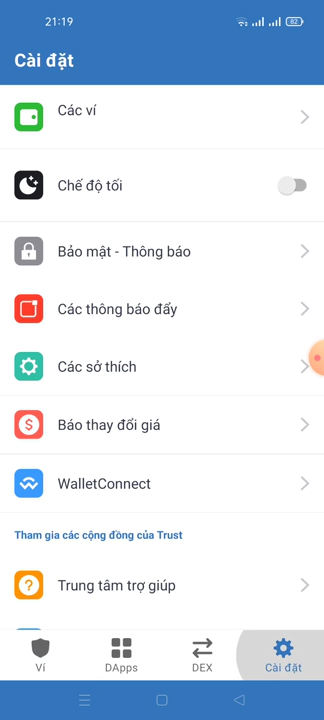 21:19
82
Cài đặt
Các ví
Chế độ tối
Bảo mật - Thông báo
Các thông báo đẩy
Các sở thích
Báo thay đổi giá
WalletConnect
Tham gia các cộng đồng của Trust
Trung tâm trợ giúp
Ví
DApps
DEX
Cài đặt